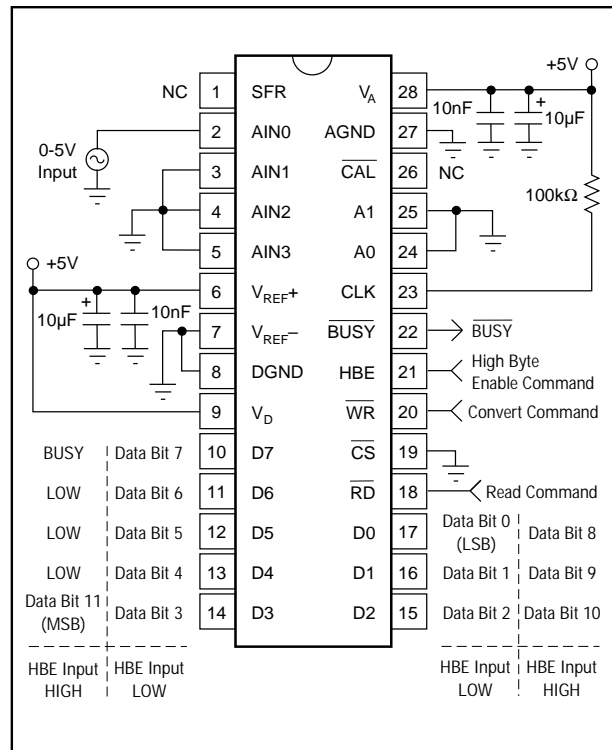 +5V
NC 1 SFR V_A 28 10nF + 10µF
2 AIN0 AGND 27
0-5V
Input
3 AIN1 C̅A̅L̅ 26 NC
4 AIN2 A1 25 100kΩ
5 AIN3 A0 24
+5V
6 V_REF+ CLK 23
10µF + 10nF
7 V_REF– B̅U̅S̅Y̅ 22 B̅U̅S̅Y̅
8 DGND HBE 21 High Byte
Enable Command
9 V_D W̅R̅ 20 Convert Command
BUSY Data Bit 7 10 D7 C̅S̅ 19
LOW Data Bit 6 11 D6 R̅D̅ 18 Read Command
LOW Data Bit 5 12 D5 D0 17 Data Bit 0
(LSB) Data Bit 8
LOW Data Bit 4 13 D4 D1 16 Data Bit 1 Data Bit 9
Data Bit 11
(MSB) Data Bit 3 14 D3 D2 15 Data Bit 2 Data Bit 10
HBE Input
HIGH
HBE Input
LOW
HBE Input
LOW
HBE Input
HIGH